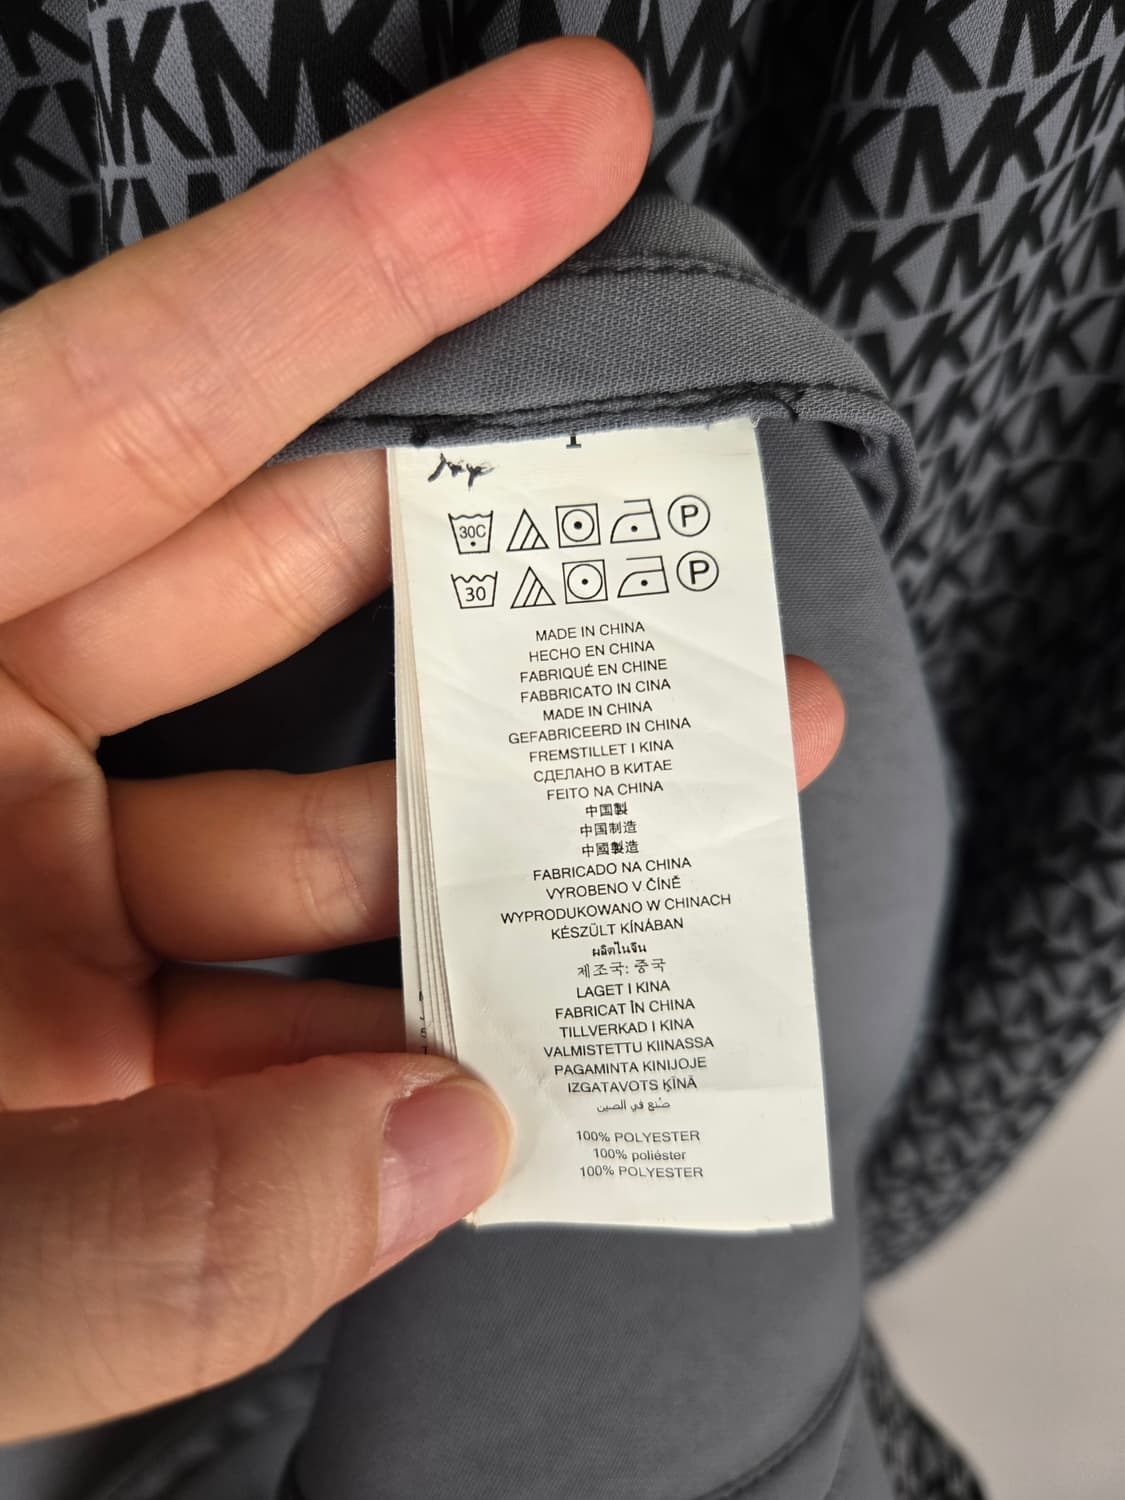 MK MK MK
30C P
30 P
MADE IN CHINA
HECHO EN CHINA
FABRIQUÉ EN CHINE
FABBRICATO IN CINA
MADE IN CHINA
GEFABRICEERD IN CHINA
FREMSTILLET I KINA
СДЕЛАНО В КИТАЕ
FEITO NA CHINA
中国製
中国制造
中國製造
FABRICADO NA CHINA
VYROBENO V ČÍNĚ
WYPRODUKOWANO W CHINACH
KÉSZÜLT KÍNÁBAN
ผลิตในจีน
제조국: 중국
LAGET I KINA
FABRICAT ÎN CHINA
TILLVERKAD I KINA
VALMISTETTU KIINASSA
PAGAMINTA KINIJOJE
IZGATAVOTS ĶĪNĀ
صُنع في الصين
100% POLYESTER
100% poliéster
100% POLYESTER